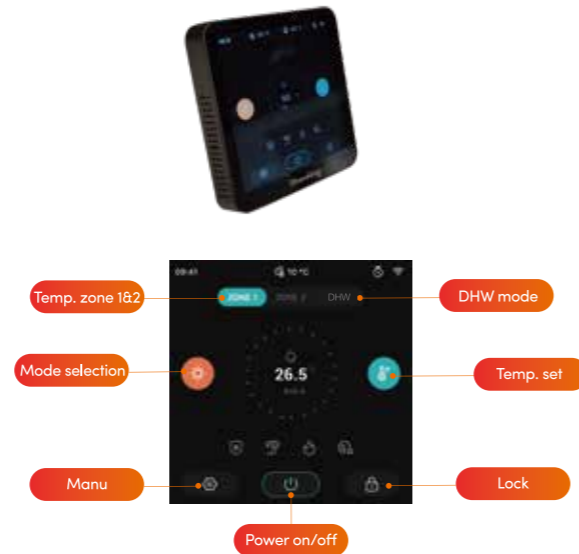 09:41
10 °C
ZONE 1
ZONE 2
DHW
Temp. zone 1&2
DHW mode
Mode selection
26.5
Temp. set
Manu
Lock
Power on/off